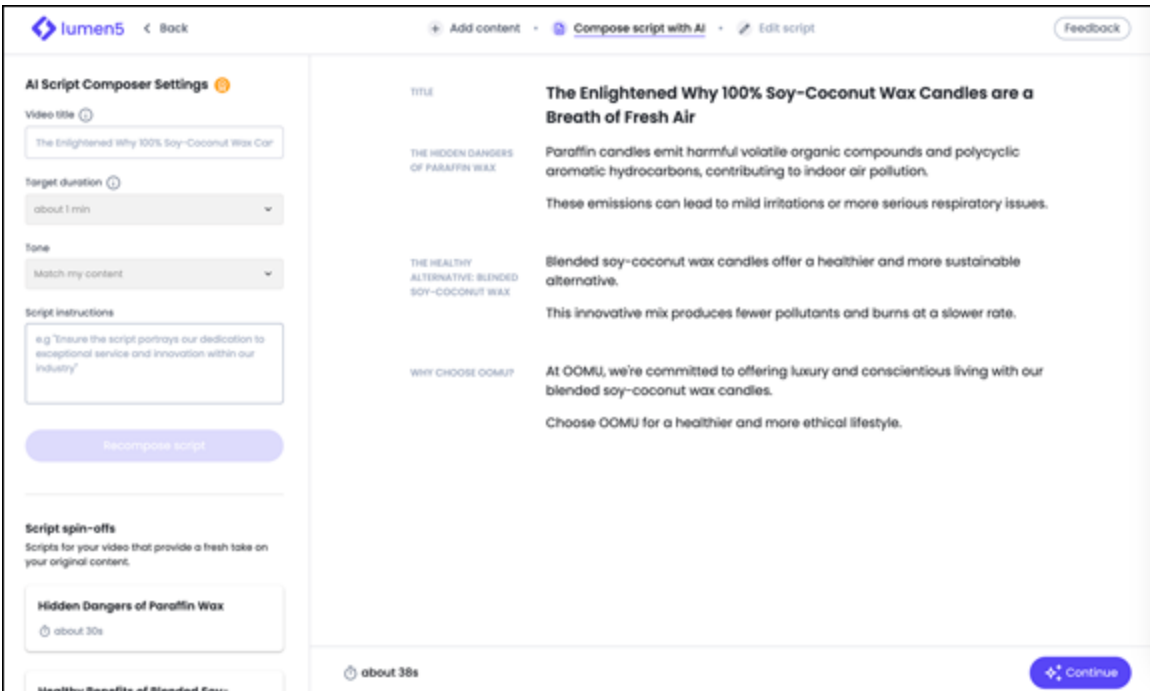 lumen5
Back
Add content
Compose script with AI
Edit script
Feedback
AI Script Composer Settings
Video title
The Enlightened Why 100% Soy-Coconut Wax Car
Target duration
about 1 min
Tone
Match my content
Script instructions
e.g "Ensure the script portrays our dedication to
exceptional service and innovation within our
industry"
Recompose script
Script spin-offs
Scripts for your video that provide a fresh take on
your original content.
Hidden Dangers of Paraffin Wax
about 30s
Healthy Benefits of Blended Soy-
TITLE
The Enlightened Why 100% Soy-Coconut Wax Candles are a
Breath of Fresh Air
THE HIDDEN DANGERS
OF PARAFFIN WAX
Paraffin candles emit harmful volatile organic compounds and polycyclic
aromatic hydrocarbons, contributing to indoor air pollution.
These emissions can lead to mild irritations or more serious respiratory issues.
THE HEALTHY
ALTERNATIVE: BLENDED
SOY-COCONUT WAX
Blended soy-coconut wax candles offer a healthier and more sustainable
alternative.
This innovative mix produces fewer pollutants and burns at a slower rate.
WHY CHOOSE OOMU?
At OOMU, we're committed to offering luxury and conscientious living with our
blended soy-coconut wax candles.
Choose OOMU for a healthier and more ethical lifestyle.
about 38s
Continue